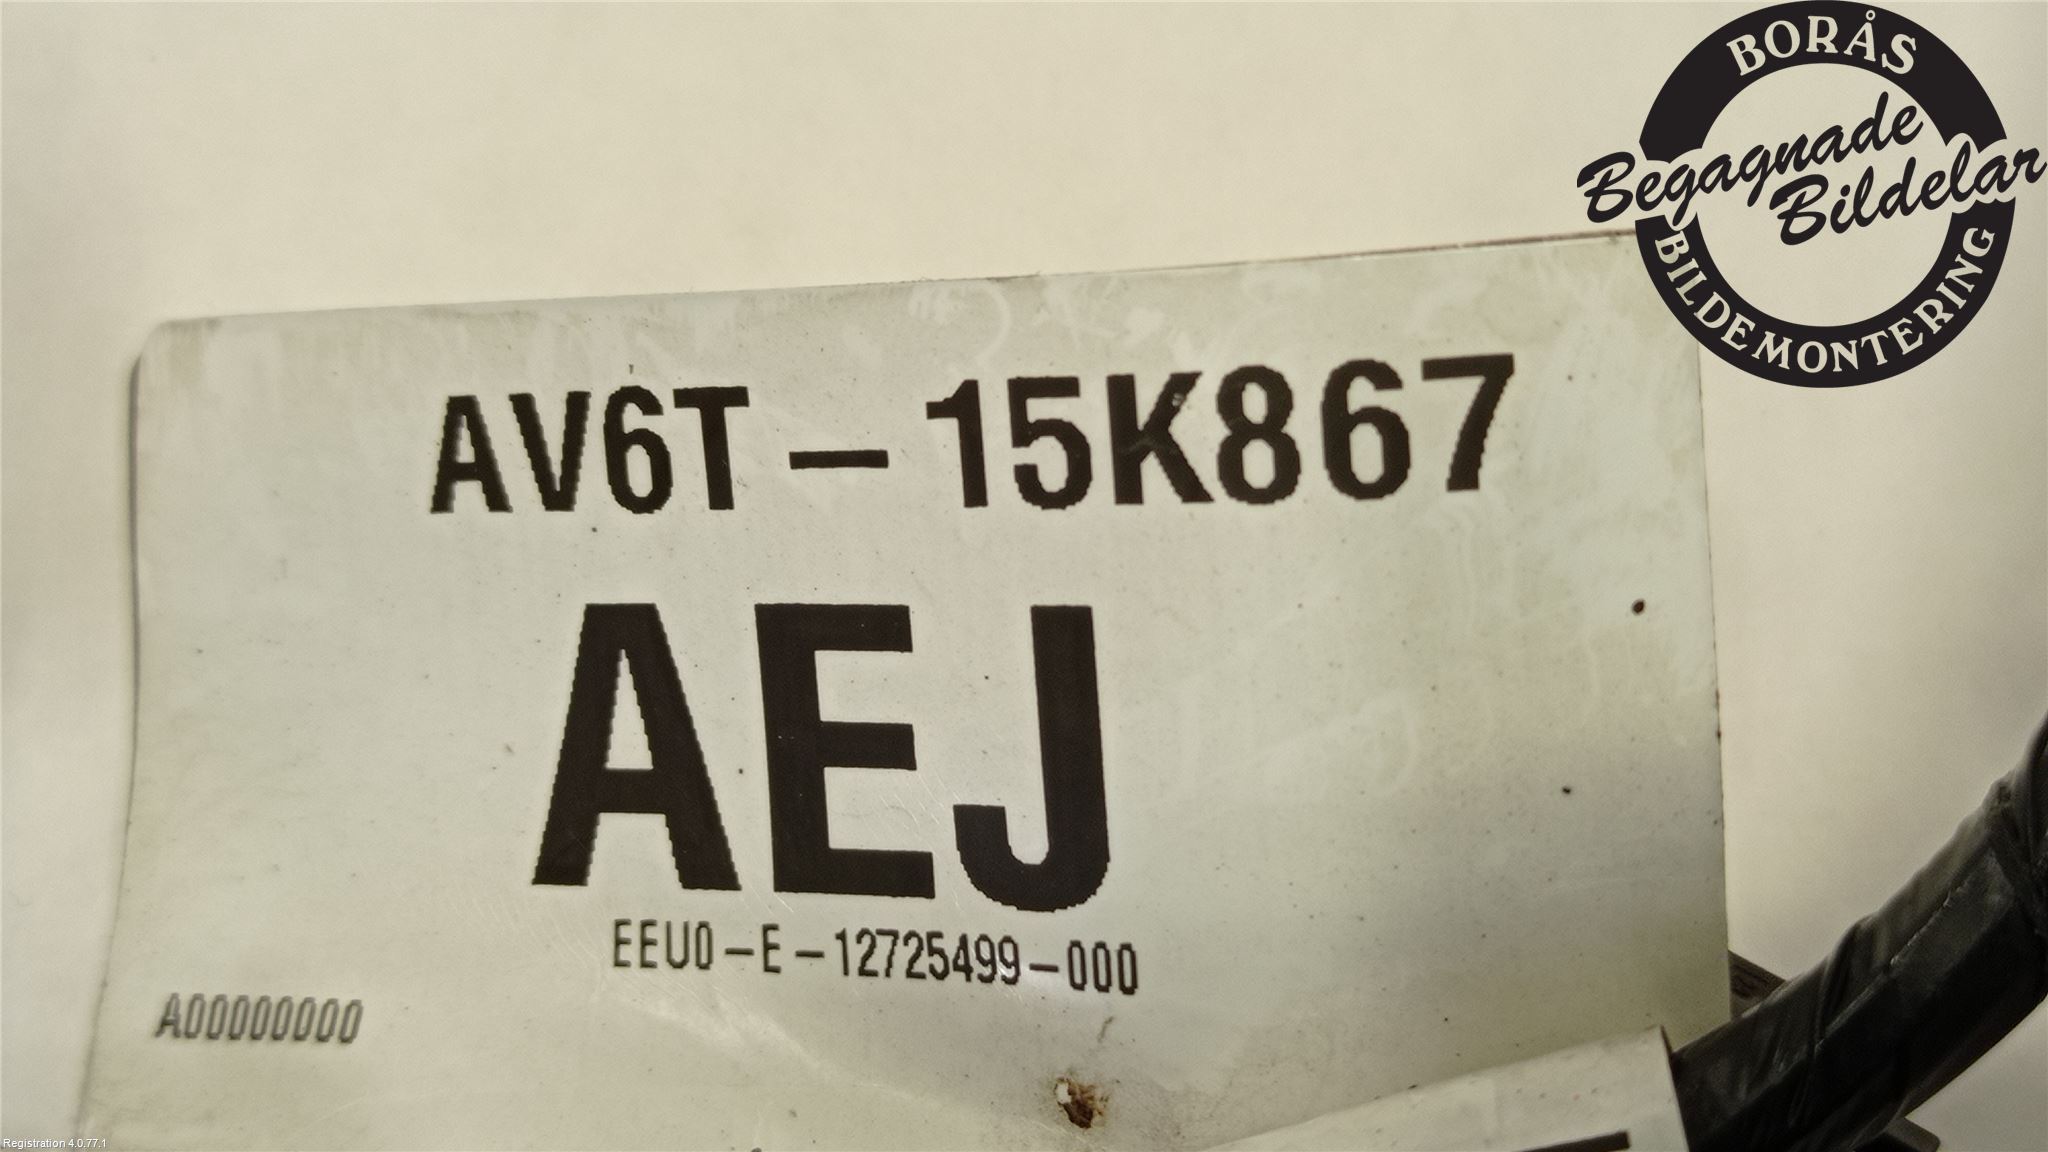 BORÅS
Begagnade
Bildelar
BILDEMONTERING
AV6T-15K867
AEJ
EEU0-E-12725499-000
A00000000
Registration 4.0.77.1